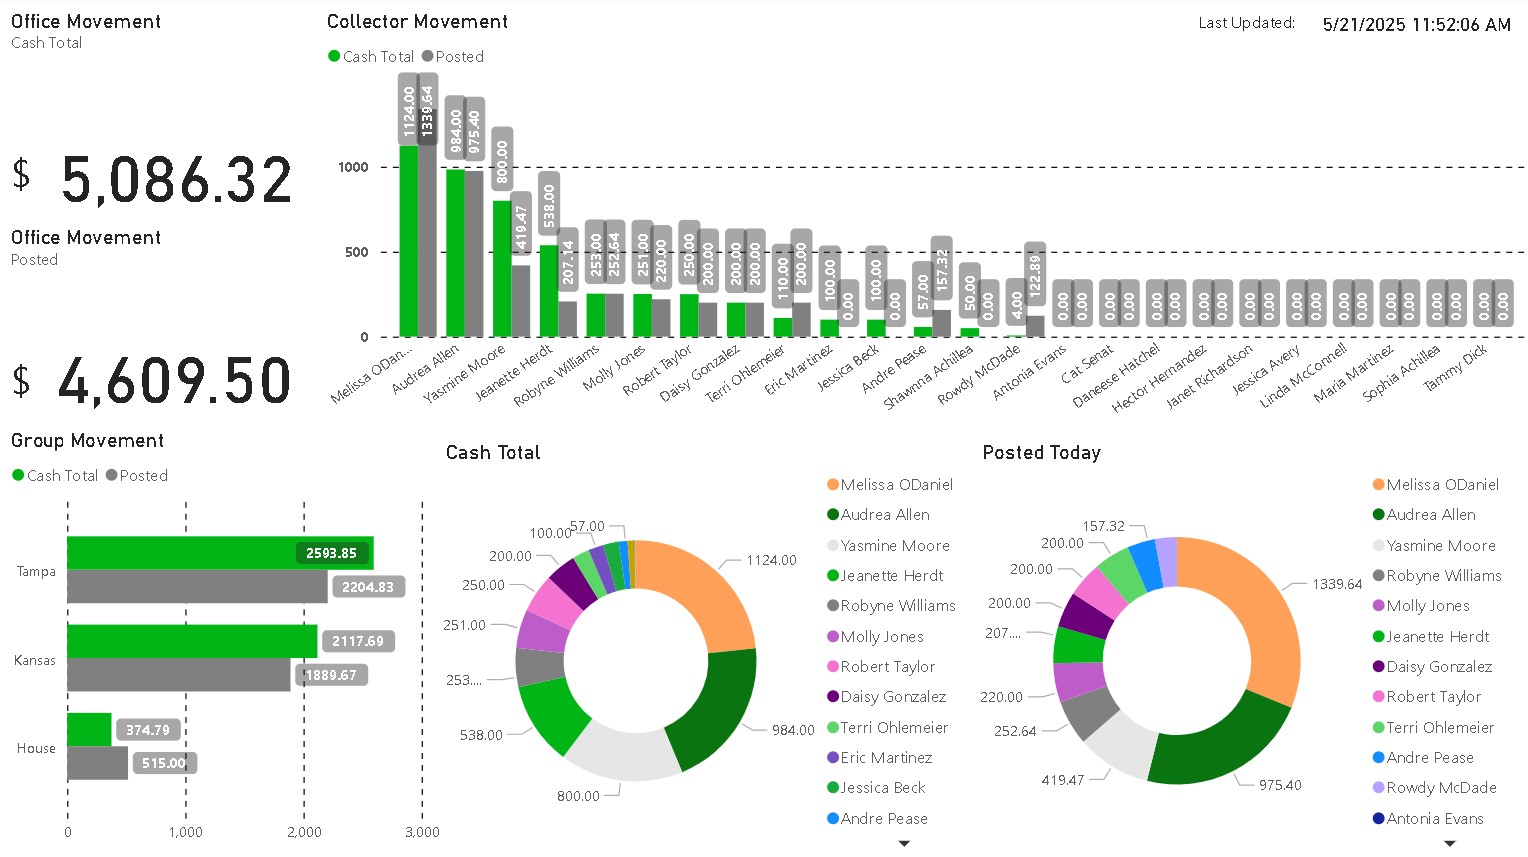 Office Movement
Cash Total
$ 5,086.32
Office Movement
Posted
$ 4,609.50
Collector Movement
Cash Total Posted
Last Updated: 5/21/2025 11:52:06 AM
1000
500
0
1124.00 1339.64 984.00 975.40 800.00 419.47 538.00 207.14 253.00 252.64 251.00 220.00 250.00 200.00 200.00 200.00 110.00 200.00 100.00 0.00 100.00 0.00 57.00 157.32 50.00 0.00 4.00 122.89 0.00 0.00 0.00 0.00 0.00 0.00 0.00 0.00 0.00 0.00 0.00 0.00 0.00 0.00 0.00 0.00 0.00 0.00 0.00 0.00
Melissa ODan...
Audrea Allen
Yasmine Moore
Jeanette Herdt
Robyne Williams
Molly Jones
Robert Taylor
Daisy Gonzalez
Terri Ohlemeier
Eric Martinez
Jessica Beck
Andre Pease
Shawnna Achillea
Rowdy McDade
Antonia Evans
Cat Senat
Daneese Hatchel
Hector Hernandez
Janet Richardson
Jessica Avery
Linda McConnell
Maria Martinez
Sophia Achillea
Tammy Dick
Group Movement
Cash Total Posted
Tampa
2593.85
2204.83
Kansas
2117.69
1889.67
House
374.79
515.00
0 1,000 2,000 3,000
Cash Total
1124.00
984.00
800.00
538.00
253....
251.00
250.00
200.00
100.00
57.00
Melissa ODaniel
Audrea Allen
Yasmine Moore
Jeanette Herdt
Robyne Williams
Molly Jones
Robert Taylor
Daisy Gonzalez
Terri Ohlemeier
Eric Martinez
Jessica Beck
Andre Pease
Posted Today
1339.64
975.40
419.47
252.64
220.00
207....
200.00
200.00
200.00
157.32
Melissa ODaniel
Audrea Allen
Yasmine Moore
Robyne Williams
Molly Jones
Jeanette Herdt
Daisy Gonzalez
Robert Taylor
Terri Ohlemeier
Andre Pease
Rowdy McDade
Antonia Evans